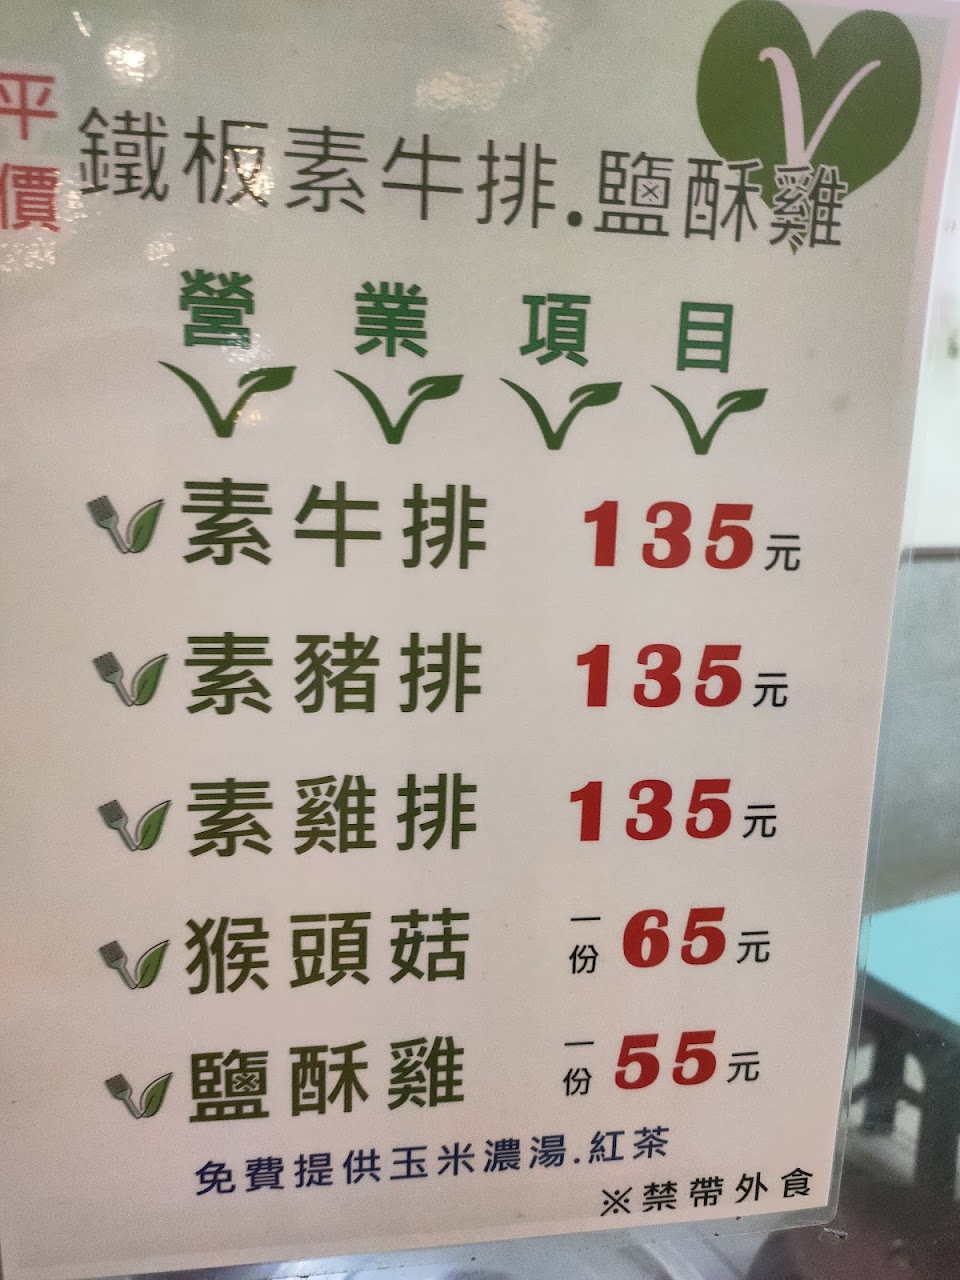 平價
鐵板素牛排.鹽酥雞
營業項目
素牛排 135元
素豬排 135元
素雞排 135元
猴頭菇 一份 65元
鹽酥雞 一份 55元
免費提供玉米濃湯.紅茶
※禁帶外食